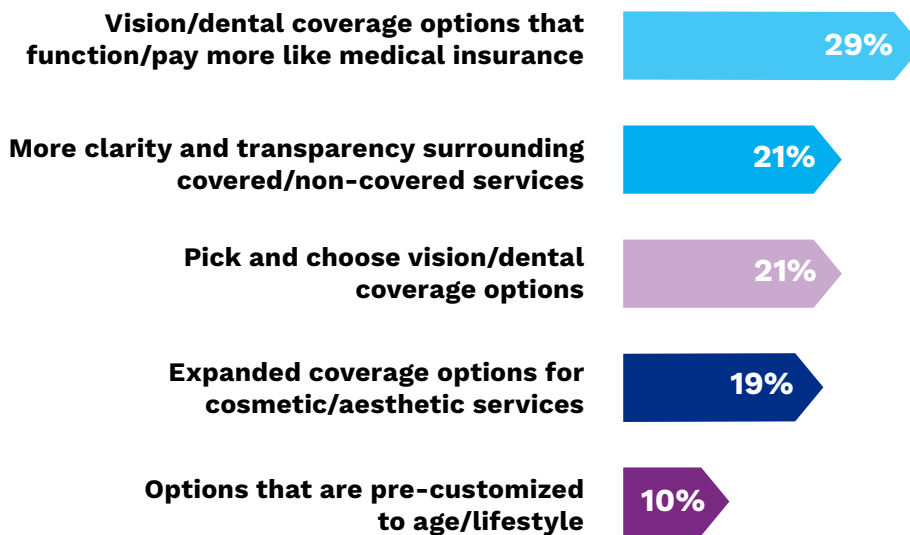 Vision/dental coverage options that
function/pay more like medical insurance
29%
More clarity and transparency surrounding
covered/non-covered services
21%
Pick and choose vision/dental
coverage options
21%
Expanded coverage options for
cosmetic/aesthetic services
19%
Options that are pre-customized
to age/lifestyle
10%